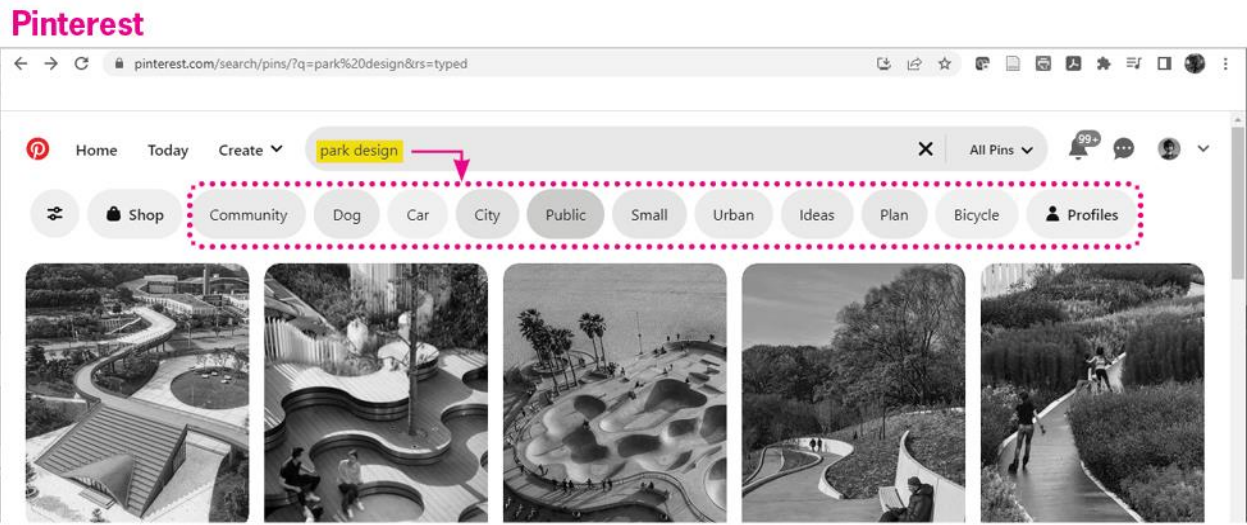 Pinterest
pinterest.com/search/pins/?q=park%20design&rs=typed
Home Today Create park design All Pins 99+
Shop Community Dog Car City Public Small Urban Ideas Plan Bicycle Profiles